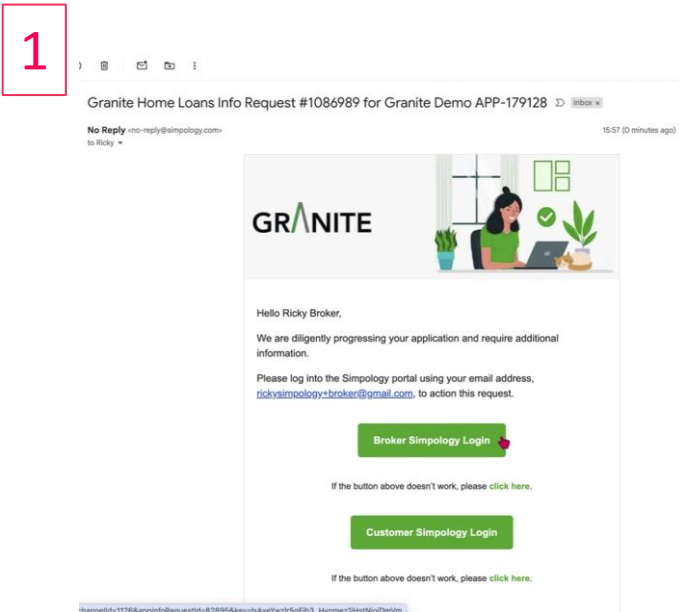 1
Granite Home Loans Info Request #1086989 for Granite Demo APP-179128 Inbox x
No Reply <no-reply@simpology.com> 15:57 (0 minutes ago)
to Ricky
GRANITE
Hello Ricky Broker,
We are diligently progressing your application and require additional
information.
Please log into the Simpology portal using your email address,
rickysimpology+broker@gmail.com, to action this request.
Broker Simpology Login
If the button above doesn't work, please click here.
Customer Simpology Login
If the button above doesn't work, please click here.